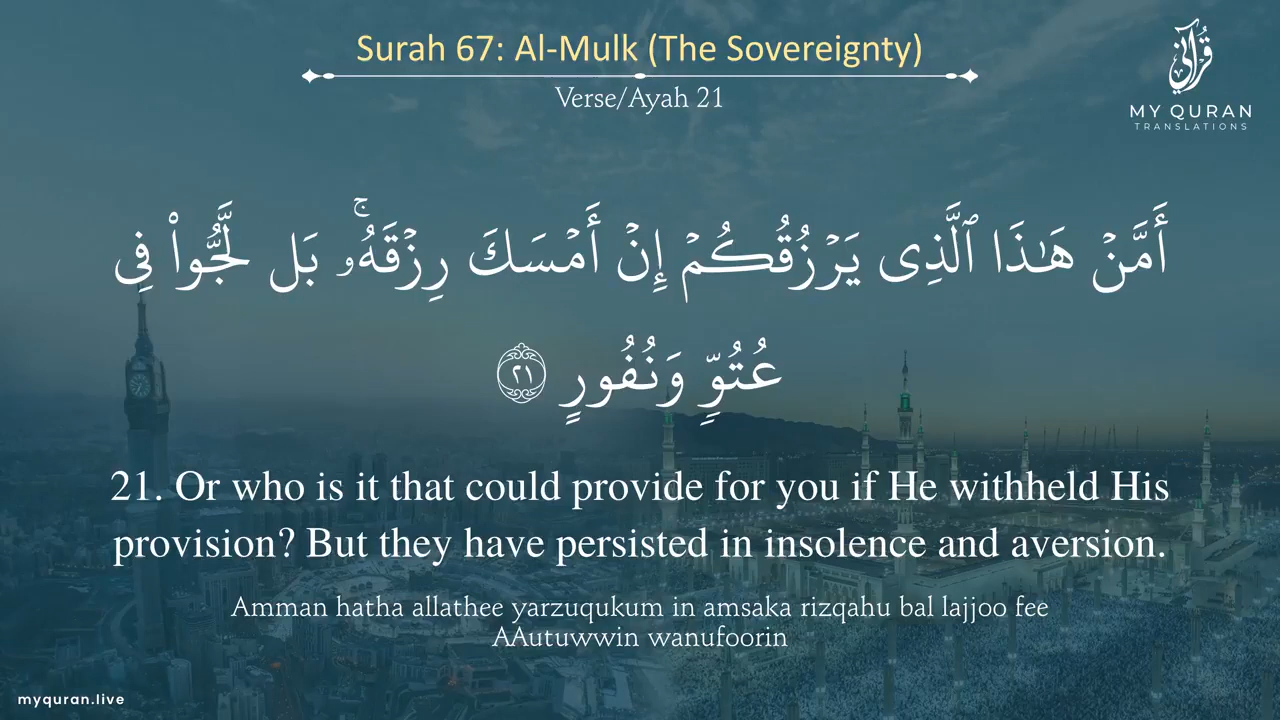 Surah 67: Al-Mulk (The Sovereignty)
Verse/Ayah 21
قرآني
MY QURAN
TRANSLATIONS
أَمَّنْ هَـٰذَا ٱلَّذِى يَرْزُقُكُمْ إِنْ أَمْسَكَ رِزْقَهُۥ ۚ بَل لَّجُّوا۟ فِى
عُتُوٍّ وَنُفُورٍ ٢١
21. Or who is it that could provide for you if He withheld His
provision? But they have persisted in insolence and aversion.
Amman hatha allathee yarzuqukum in amsaka rizqahu bal lajjoo fee
AAutuwwin wanufoorin
myquran.live